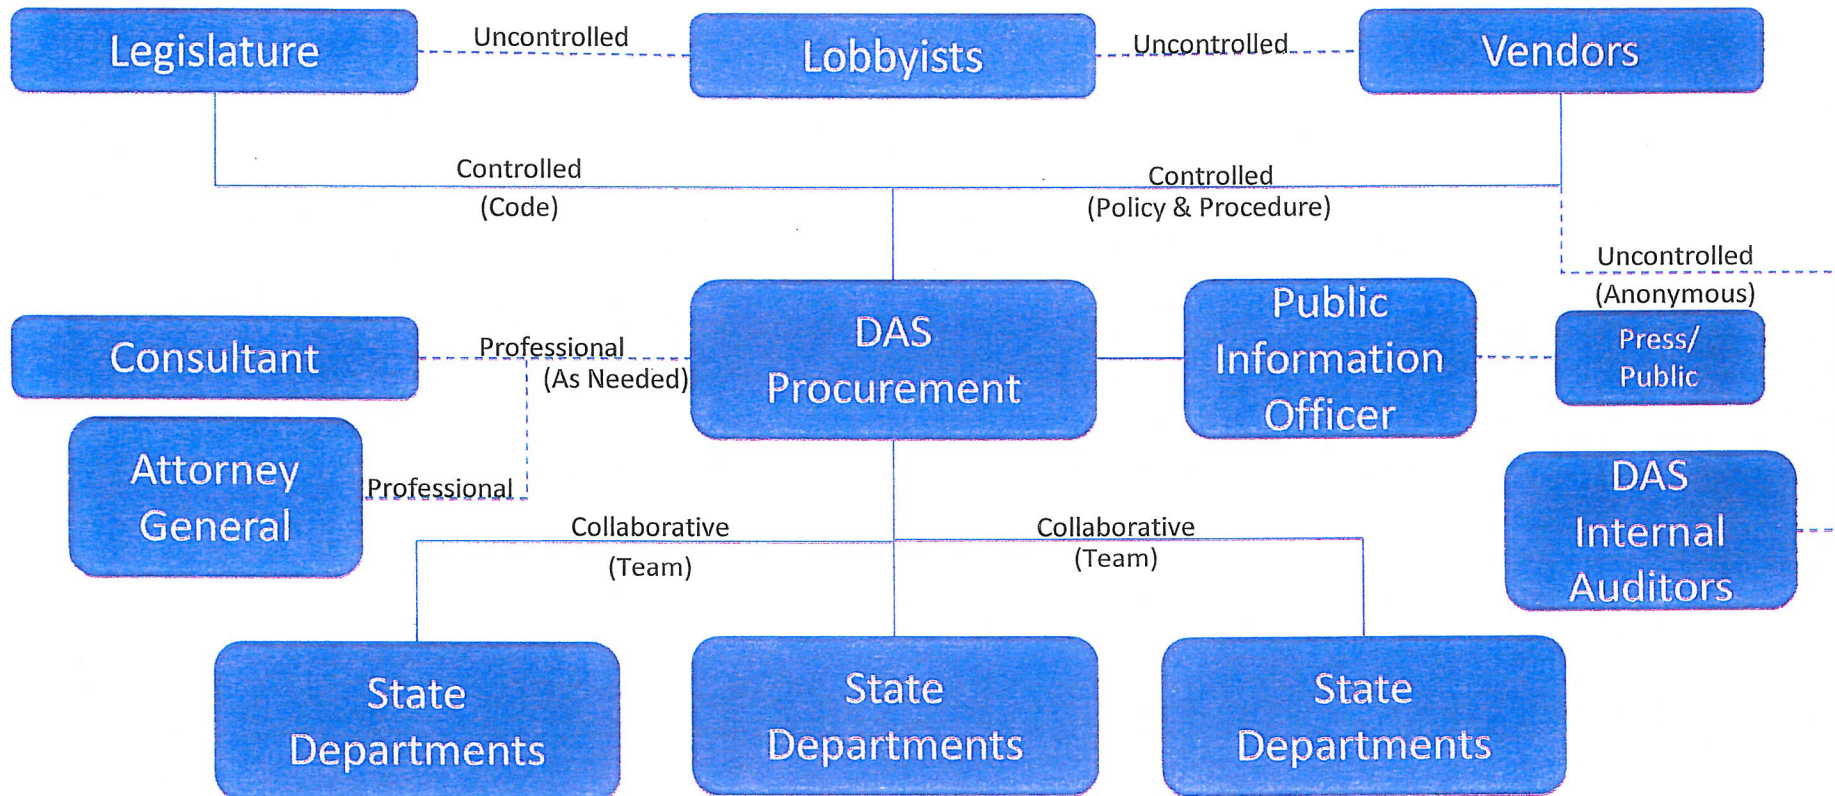 Legislature
Uncontrolled
Lobbyists
Uncontrolled
Vendors
Controlled
(Code)
Controlled
(Policy & Procedure)
Uncontrolled
(Anonymous)
Consultant
Professional
(As Needed)
DAS
Procurement
Public
Information
Officer
Press/
Public
Attorney
General
Professional
DAS
Internal
Auditors
Collaborative
(Team)
Collaborative
(Team)
State
Departments
State
Departments
State
Departments